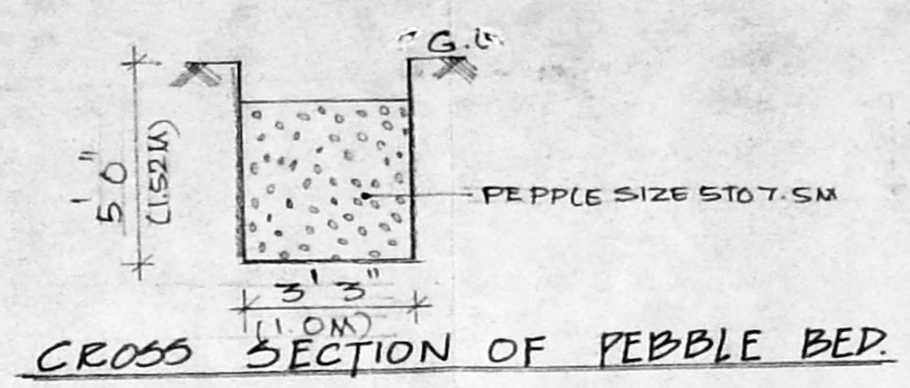 G.L
5'0"
(1.52M)
PEPPLE SIZE 5TO7.5M
3' 3"
(1.0M)
CROSS SECTION OF PEBBLE BED.